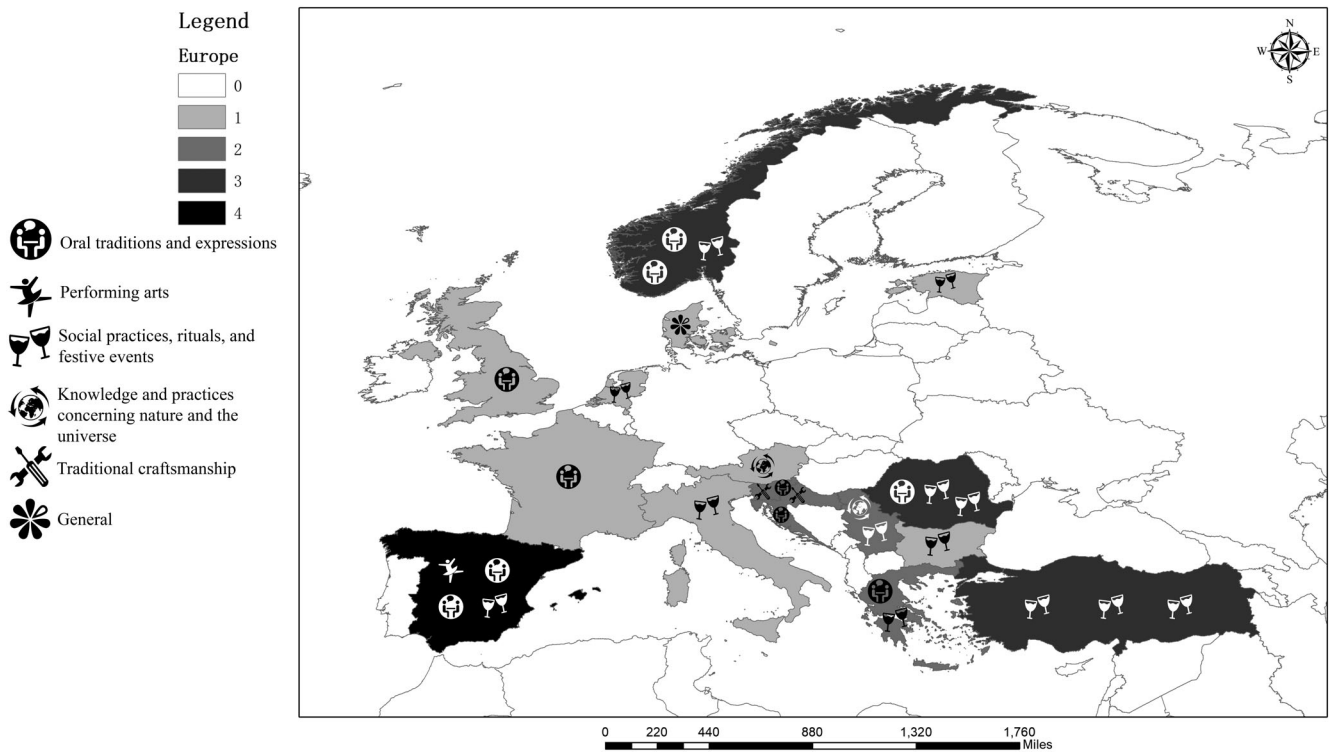 Legend
Europe
0
1
2
3
4
Oral traditions and expressions
Performing arts
Social practices, rituals, and
festive events
Knowledge and practices
concerning nature and the
universe
Traditional craftsmanship
General
N
W E
S
0 220 440 880 1,320 1,760
Miles